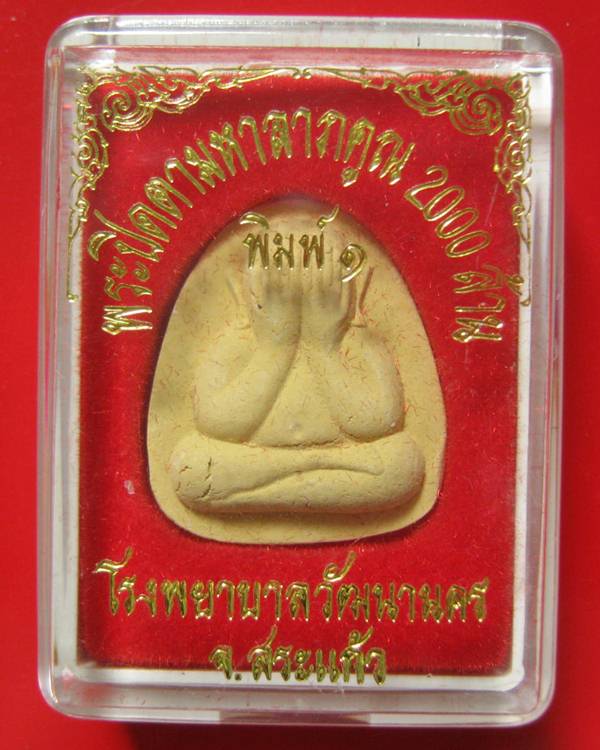 พระปิดตามหาลาภคูณ 2000 ล้าน
พิมพ์ ๑
โรงพยาบาลวัฒนานคร
จ.สระแก้ว